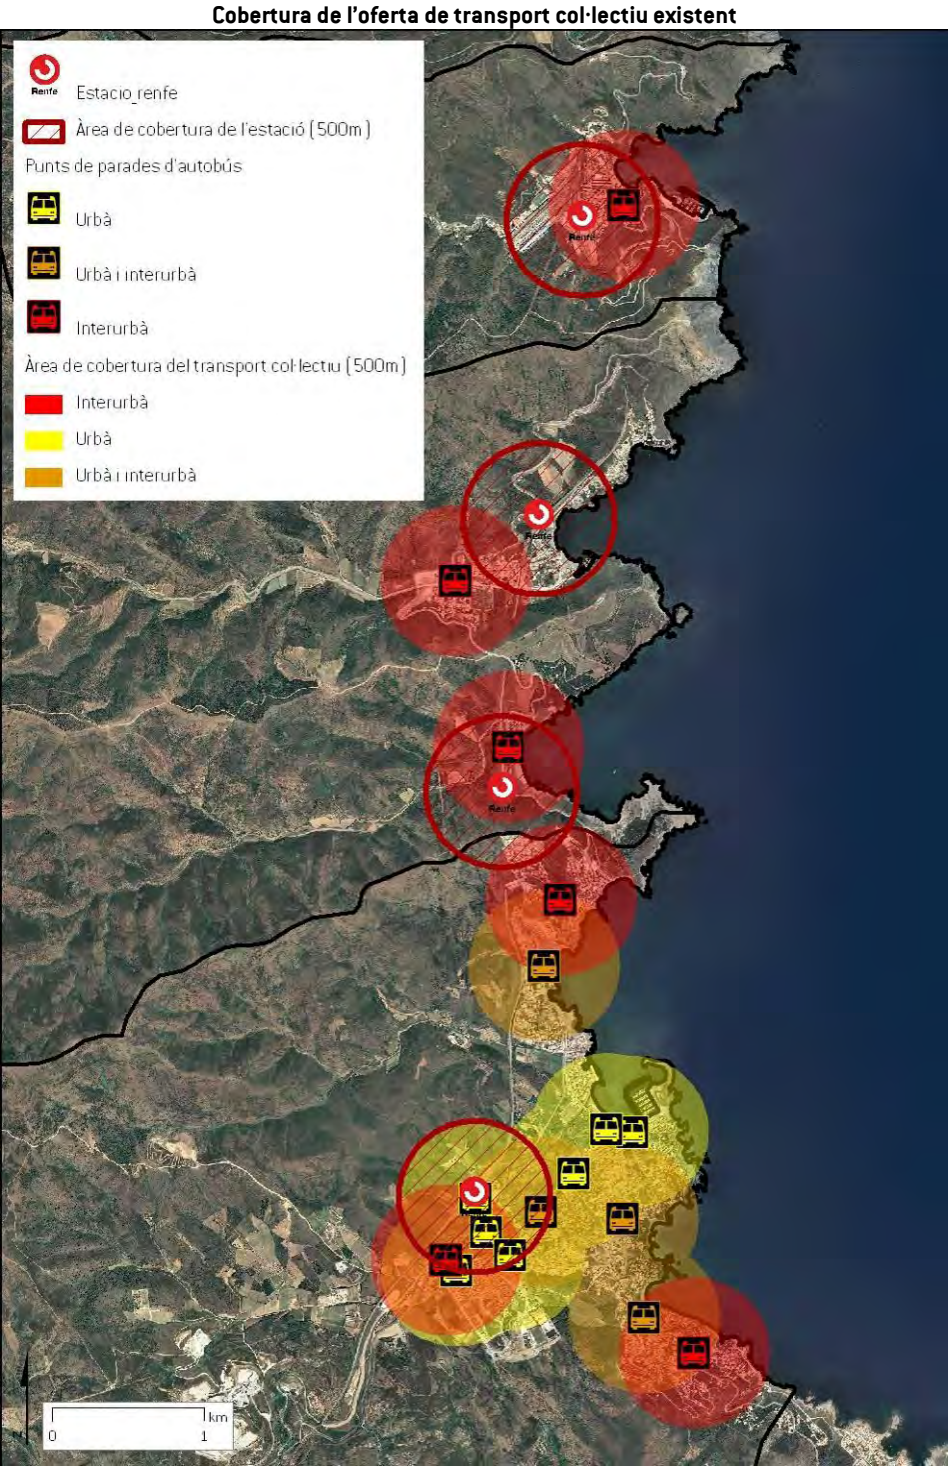 Cobertura de l'oferta de transport col·lectiu existent
Renfe
Estacio_renfe
Àrea de cobertura de l'estació (500m)
Punts de parades d'autobús
Urbà
Urbà i interurbà
Interurbà
Àrea de cobertura del transport col·lectiu (500m)
Interurbà
Urbà
Urbà i interurbà
Renfe
Renfe
Renfe
km
0 1